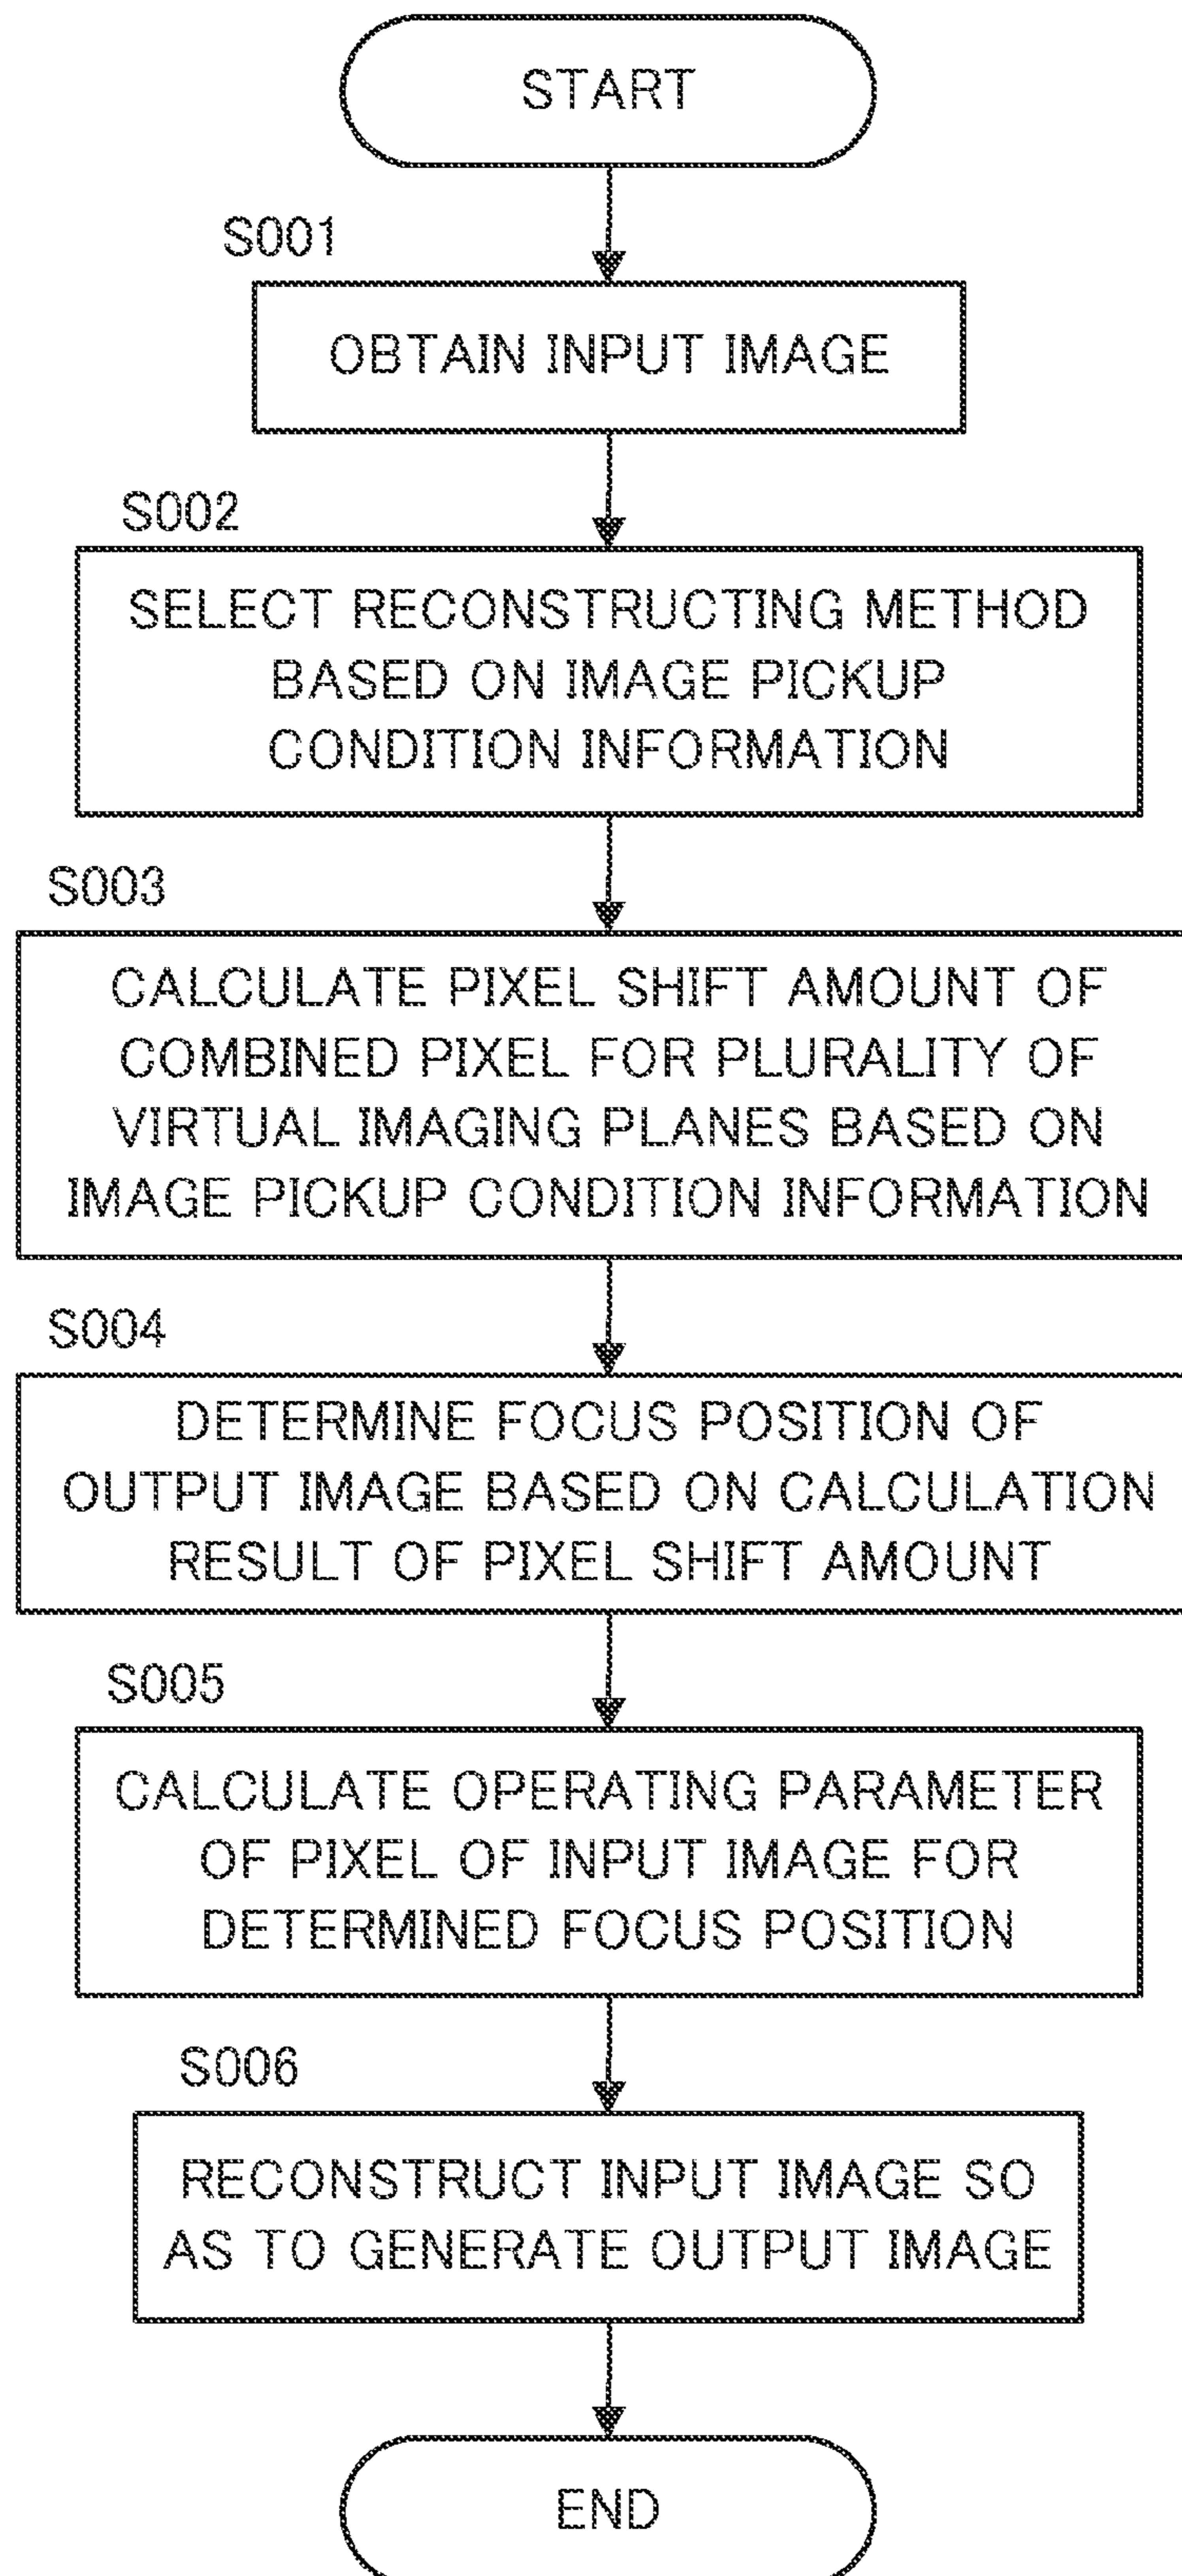 START
S001
OBTAIN INPUT IMAGE
S002
SELECT RECONSTRUCTING METHOD
BASED ON IMAGE PICKUP
CONDITION INFORMATION
S003
CALCULATE PIXEL SHIFT AMOUNT OF
COMBINED PIXEL FOR PLURALITY OF
VIRTUAL IMAGING PLANES BASED ON
IMAGE PICKUP CONDITION INFORMATION
S004
DETERMINE FOCUS POSITION OF
OUTPUT IMAGE BASED ON CALCULATION
RESULT OF PIXEL SHIFT AMOUNT
S005
CALCULATE OPERATING PARAMETER
OF PIXEL OF INPUT IMAGE FOR
DETERMINED FOCUS POSITION
S006
RECONSTRUCT INPUT IMAGE SO
AS TO GENERATE OUTPUT IMAGE
END